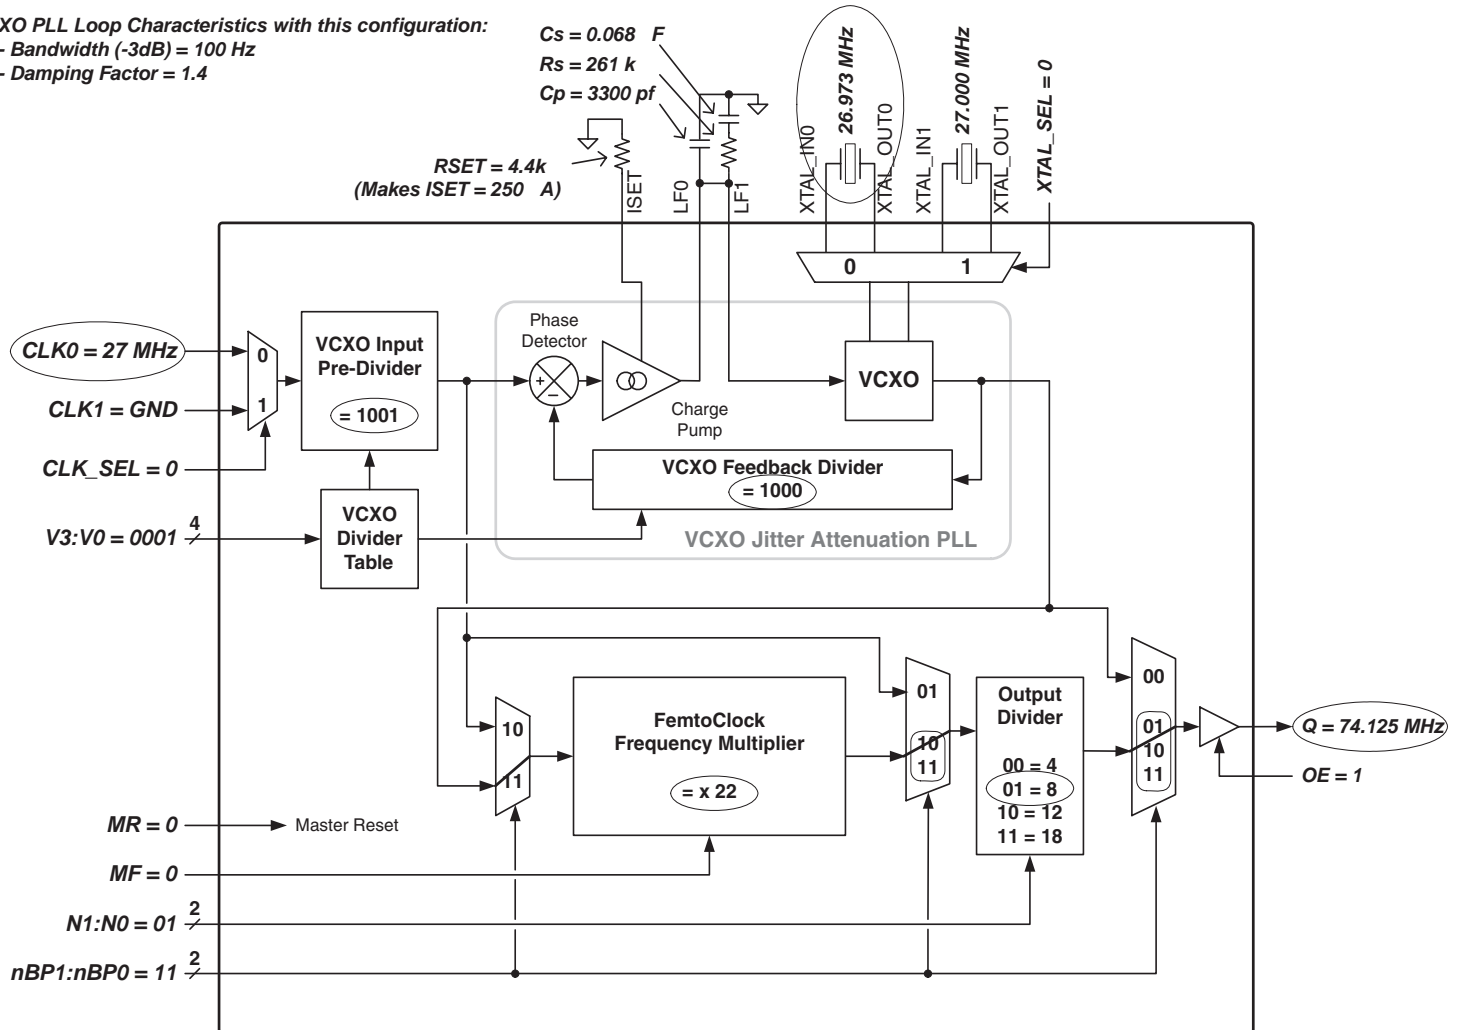 XO PLL Loop Characteristics with this configuration:
- Bandwidth (-3dB) = 100 Hz
- Damping Factor = 1.4
Cs = 0.068 F
Rs = 261 k
Cp = 3300 pf
RSET = 4.4k
(Makes ISET = 250 A)
ISET
LF0
LF1
XTAL_IN0
26.973 MHz
XTAL_OUT0
XTAL_IN1
27.000 MHz
XTAL_OUT1
XTAL_SEL = 0
0
1
CLK0 = 27 MHz
CLK1 = GND
CLK_SEL = 0
V3:V0 = 0001
4
0
1
VCXO Input
Pre-Divider
= 1001
VCXO
Divider
Table
Phase
Detector
+
–
Charge
Pump
VCXO
VCXO Feedback Divider
= 1000
VCXO Jitter Attenuation PLL
10
11
FemtoClock
Frequency Multiplier
= x 22
01
10
11
Output
Divider
00 = 4
01 = 8
10 = 12
11 = 18
00
01
10
11
Q = 74.125 MHz
OE = 1
MR = 0
Master Reset
MF = 0
N1:N0 = 01
2
nBP1:nBP0 = 11
2